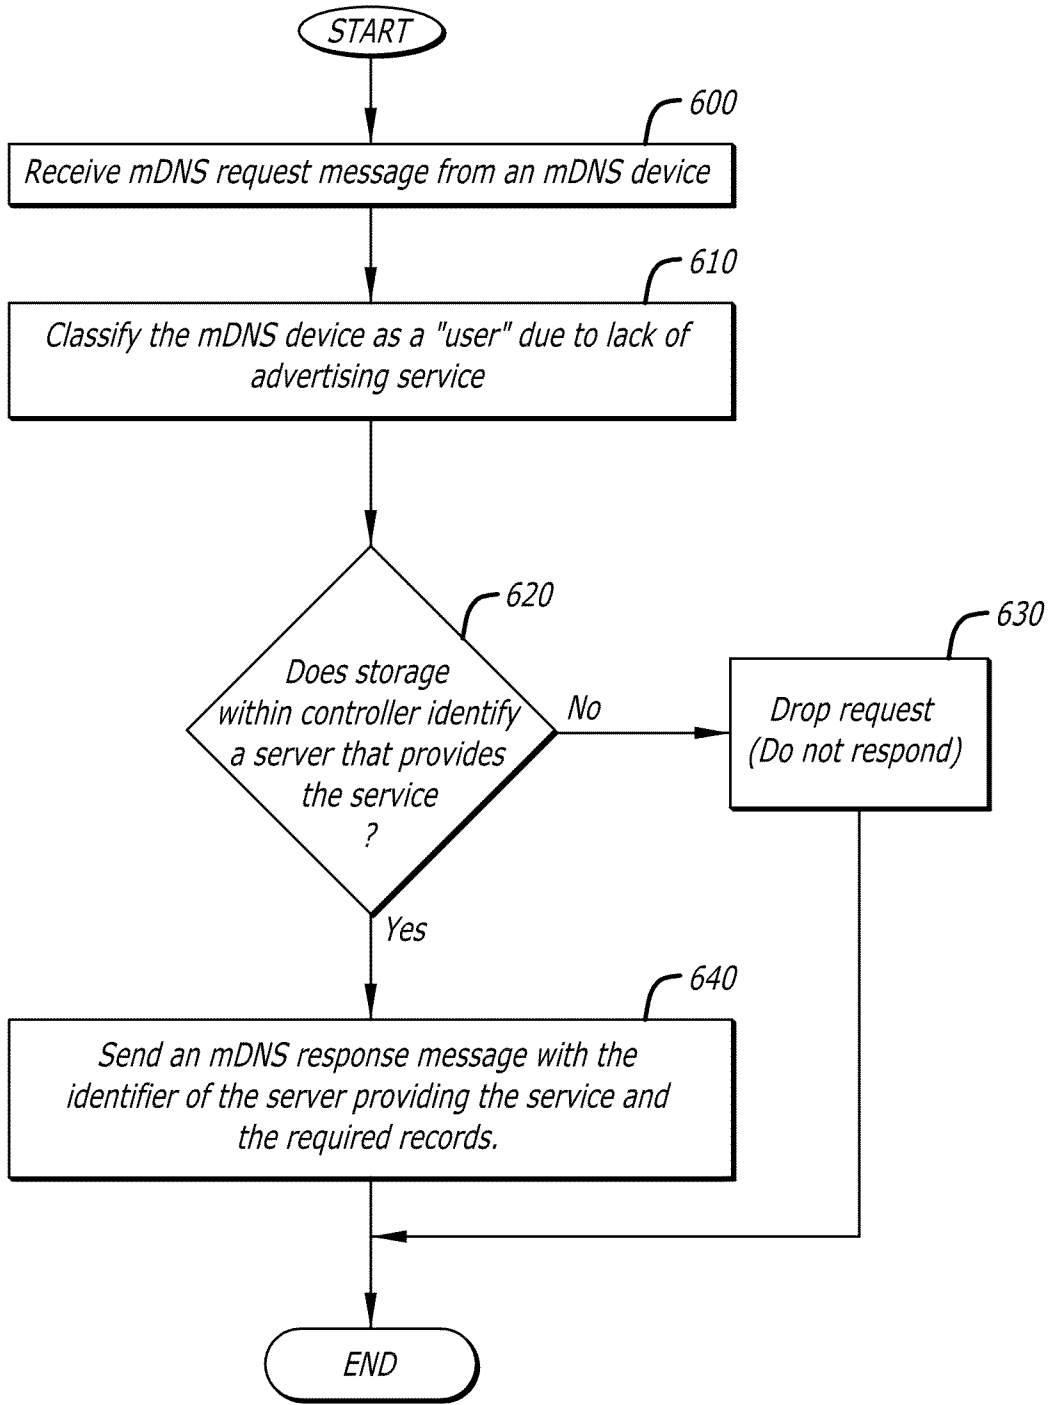 START
600
Receive mDNS request message from an mDNS device
610
Classify the mDNS device as a "user" due to lack of
advertising service
620
Does storage
within controller identify
a server that provides
the service
?
No
630
Drop request
(Do not respond)
Yes
640
Send an mDNS response message with the
identifier of the server providing the service and
the required records.
END